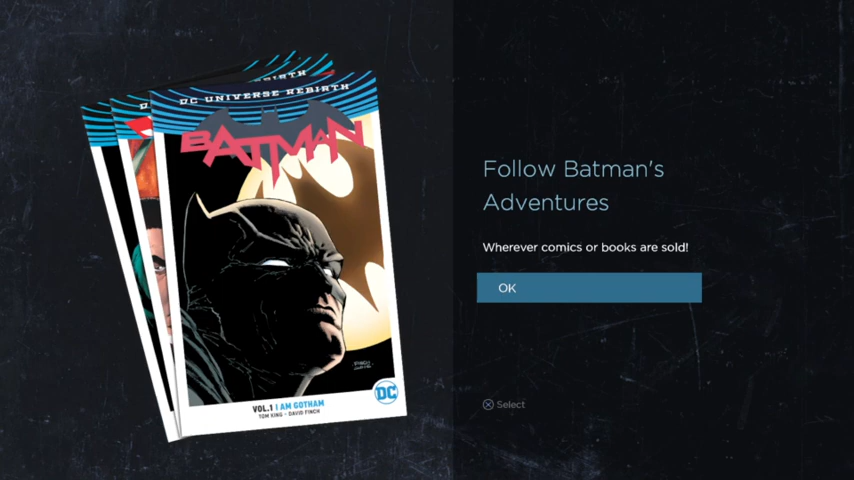 BIRTH
D
DC UNIVERSE REBIRTH
BATMAN
VOL.1 I AM GOTHAM
TOM KING • DAVID FINCH
DC
Follow Batman's
Adventures
Wherever comics or books are sold!
OK
Select